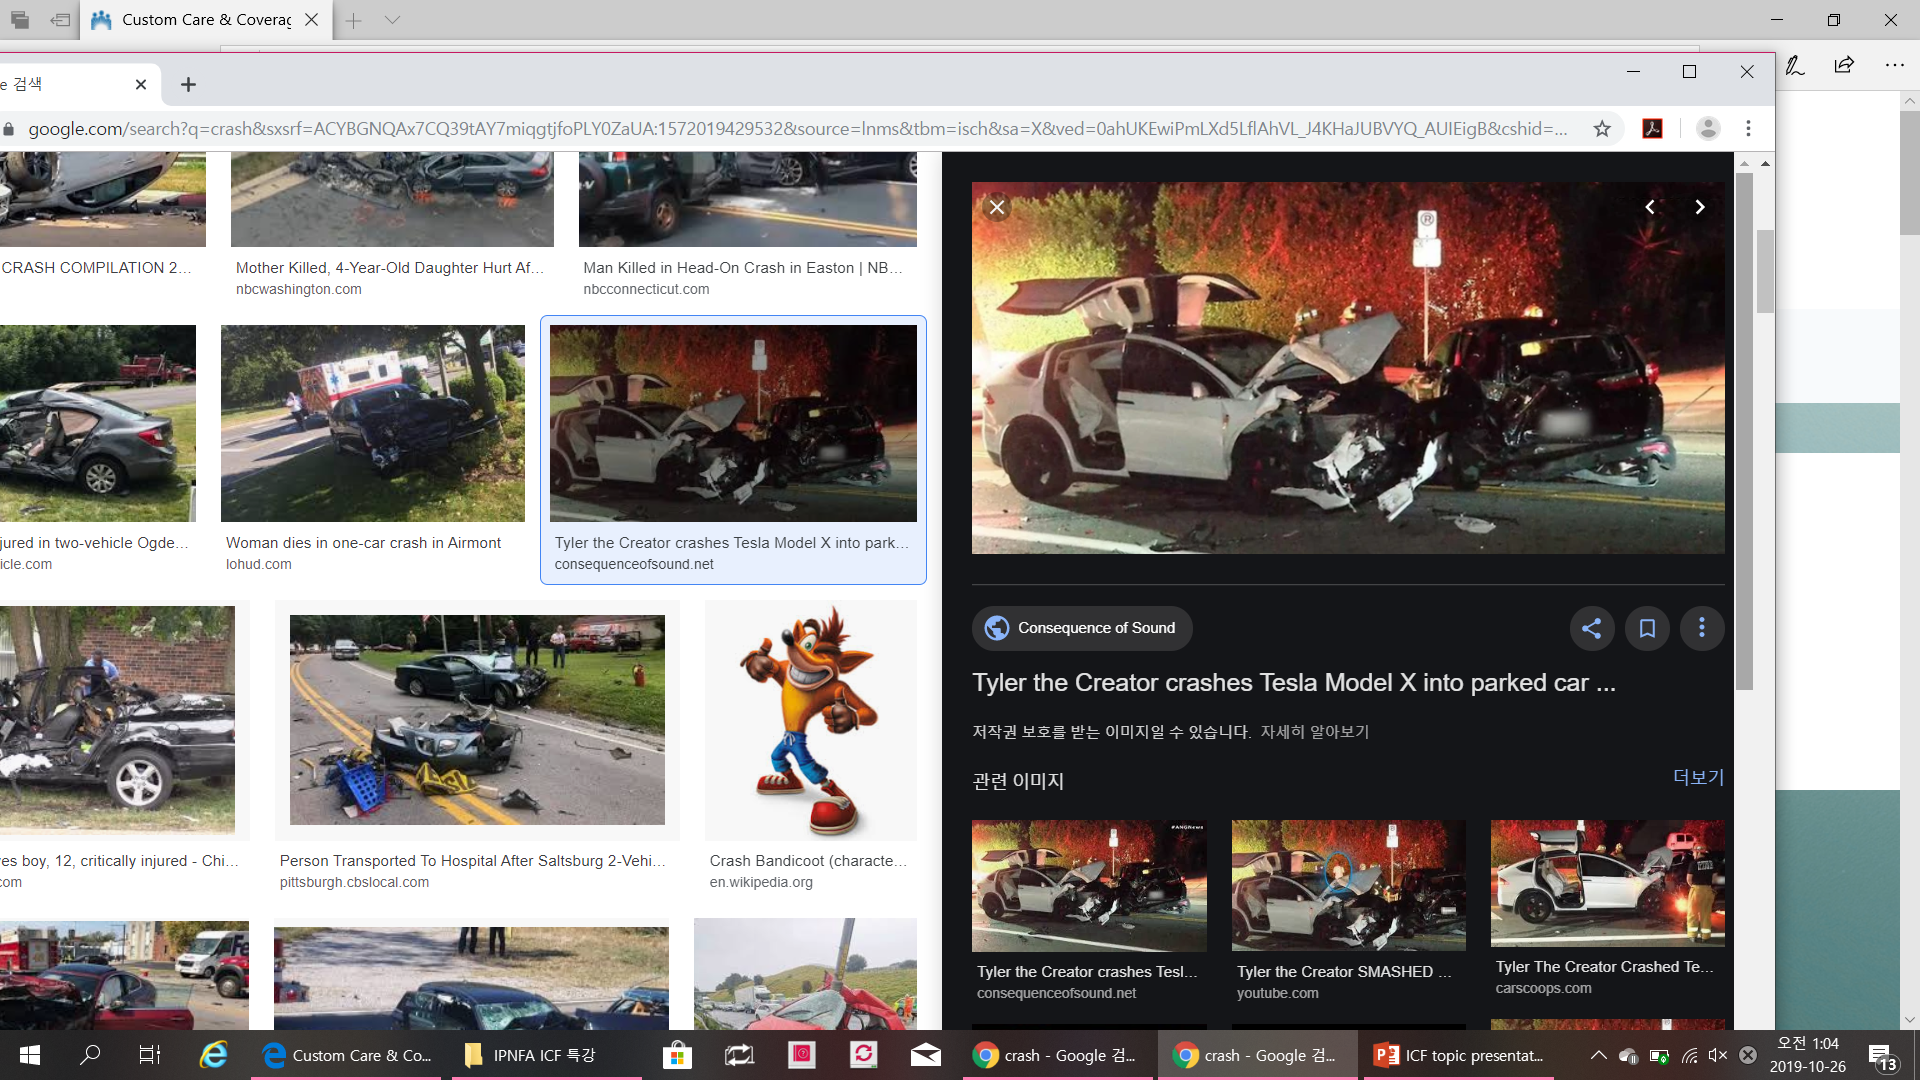 Custom Care & Coverag
e 검색
google.com/search?q=crash&sxsrf=ACYBGNQAx7CQ39tAY7miqgtjfoPLY0ZaUA:1572019429532&source=lnms&tbm=isch&sa=X&ved=0ahUKEwiPmLXd5LflAhVL_J4KHaJUBVYQ_AUIEigB&cshid=...
CRASH COMPILATION 2...
Mother Killed, 4-Year-Old Daughter Hurt Af...
nbcwashington.com
Man Killed in Head-On Crash in Easton | NB...
nbcconnecticut.com
jured in two-vehicle Ogde...
icle.com
Woman dies in one-car crash in Airmont
lohud.com
Tyler the Creator crashes Tesla Model X into park...
consequenceofsound.net
es boy, 12, critically injured - Chi...
com
Person Transported To Hospital After Saltsburg 2-Vehi...
pittsburgh.cbslocal.com
Crash Bandicoot (characte...
en.wikipedia.org
Consequence of Sound
Tyler the Creator crashes Tesla Model X into parked car ...
저작권 보호를 받는 이미지일 수 있습니다. 자세히 알아보기
관련 이미지
더보기
#ANGNews
Tyler the Creator crashes Tesl...
consequenceofsound.net
Tyler the Creator SMASHED ...
youtube.com
Tyler The Creator Crashed Te...
carscoops.com
Custom Care & Co...
IPNFA ICF 특강
crash - Google 검...
crash - Google 검...
ICF topic presentat...
오전 1:04
2019-10-26
13